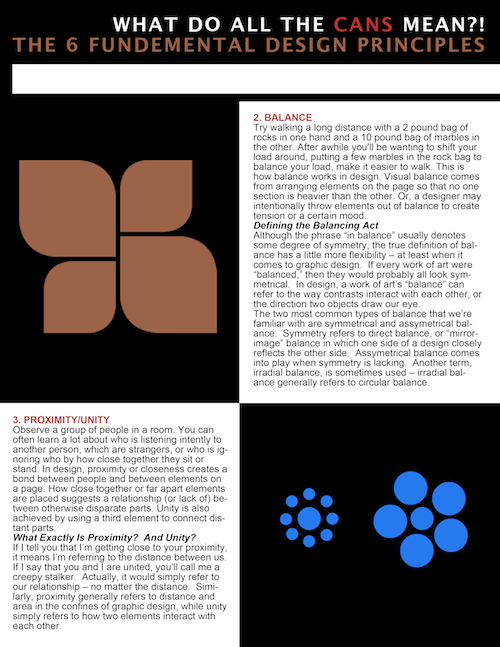 WHAT DO ALL THE CANS MEAN?!
THE 6 FUNDEMENTAL DESIGN PRINCIPLES
2. BALANCE
Try walking a long distance with a 2 pound bag of
rocks in one hand and a 10 pound bag of marbles in
the other. After awhile you'll be wanting to shift your
load around, putting a few marbles in the rock bag to
balance your load, make it easier to walk. This is
how balance works in design. Visual balance comes
from arranging elements on the page so that no one
section is heavier than the other. Or, a designer may
intentionally throw elements out of balance to create
tension or a certain mood.
Defining the Balancing Act
Although the phrase “in balance” usually denotes
some degree of symmetry, the true definition of bal-
ance has a little more flexibility – at least when it
comes to graphic design.  If every work of art were
“balanced,” then they would probably all look sym-
metrical.  In design, a work of art’s “balance” can
refer to the way contrasts interact with each other, or
the direction two objects draw our eye.
The two most common types of balance that we’re
familiar with are symmetrical and assymetrical bal-
ance.  Symmetry refers to direct balance, or “mirror-
image” balance in which one side of a design closely
reflects the other side.  Assymetrical balance comes
into play when symmetry is lacking.  Another term,
irradial balance, is sometimes used – irradial bal-
ance generally refers to circular balance.
3. PROXIMITY/UNITY
Observe a group of people in a room. You can
often learn a lot about who is listening intently to
another person, which are strangers, or who is ig-
noring who by how close together they sit or
stand. In design, proximity or closeness creates a
bond between people and between elements on
a page. How close together or far apart elements
are placed suggests a relationship (or lack of) be-
tween otherwise disparate parts. Unity is also
achieved by using a third element to connect dis-
tant parts.
What Exactly Is Proximity?  And Unity?
If I tell you that I’m getting close to your proximity,
it means I’m referring to the distance between us.
If I say that you and I are united, you’ll call me a
creepy stalker.  Actually, it would simply refer to
our relationship – no matter the distance.  Simi-
larly, proximity generally refers to distance and
area in the confines of graphic design, while unity
simply refers to how two elements interact with
each other.